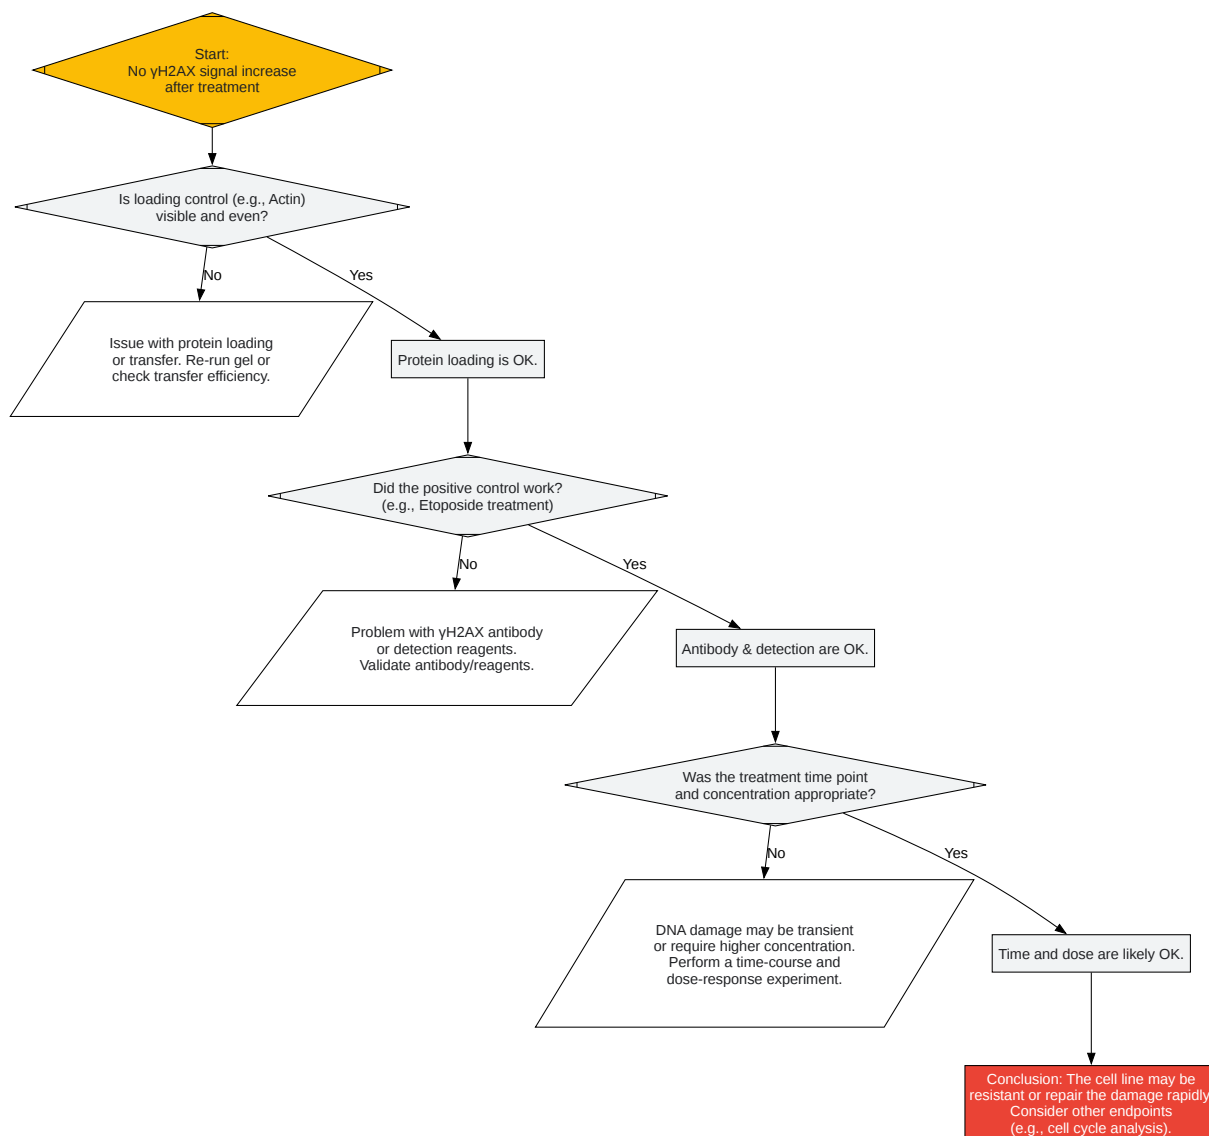 Start:
No γH2AX signal increase
after treatment
Is loading control (e.g., Actin)
visible and even?
No
Yes
Issue with protein loading
or transfer. Re-run gel or
check transfer efficiency.
Protein loading is OK.
Did the positive control work?
(e.g., Etoposide treatment)
No
Yes
Problem with γH2AX antibody
or detection reagents.
Validate antibody/reagents.
Antibody & detection are OK.
Was the treatment time point
and concentration appropriate?
No
Yes
DNA damage may be transient
or require higher concentration.
Perform a time-course and
dose-response experiment.
Time and dose are likely OK.
Conclusion: The cell line may be
resistant or repair the damage rapidly
Consider other endpoints
(e.g., cell cycle analysis).